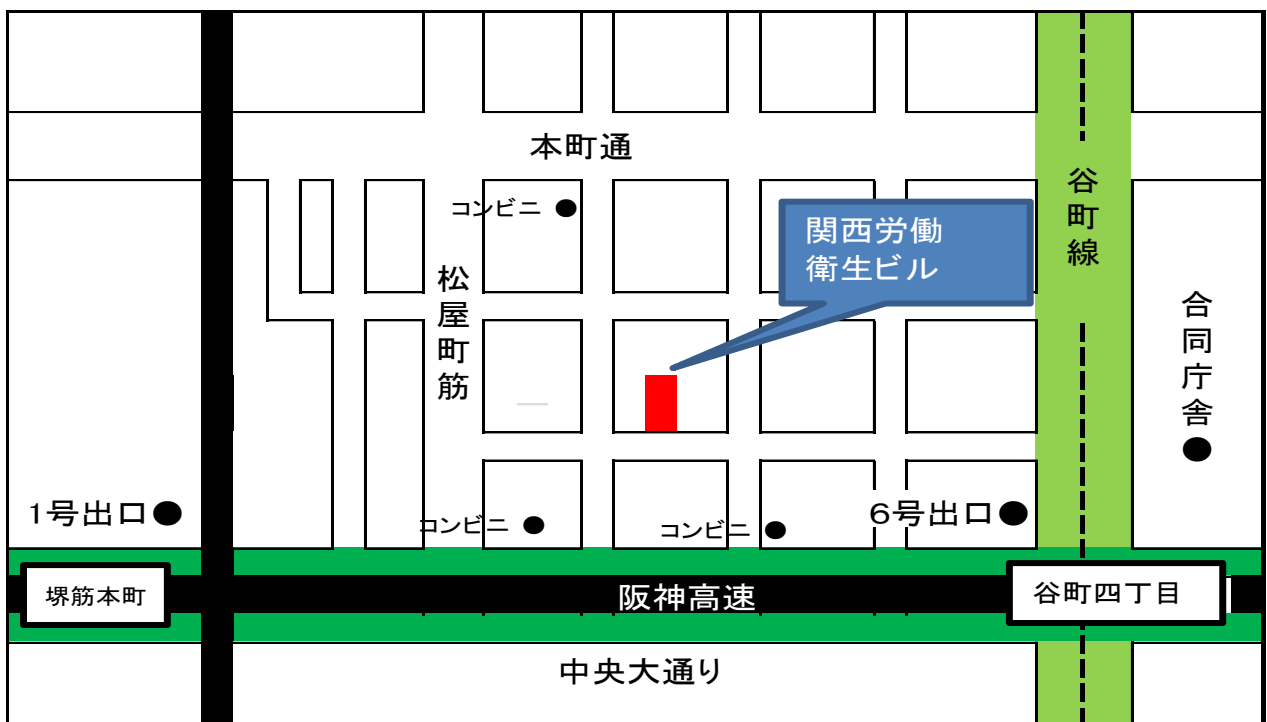 本町通
コンビニ
関西労働
衛生ビル
谷町線
松屋町筋
合同庁舎
1号出口
コンビニ
コンビニ
6号出口
堺筋本町
阪神高速
谷町四丁目
中央大通り